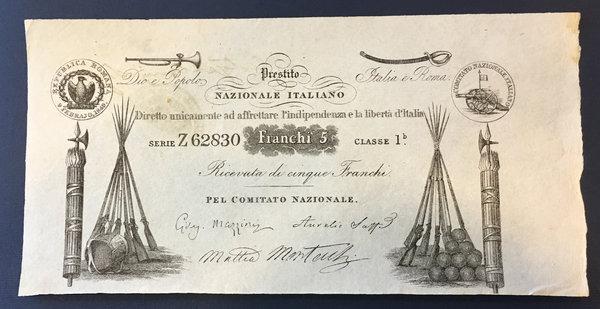 REPUBBLICA ROMANA
9 FEBRAJO 1849
Dio e Popolo
Prestito
Italia e Roma
COMITATO NAZIONALE ITALIANO
NAZIONALE ITALIANO
Diretto unicamente ad affrettare l'indipendenza e la libertà d'Italia
SERIE Z 62830 Franchi 5 CLASSE 1ª
Ricevuta di cinque Franchi
PEL COMITATO NAZIONALE.
Gius. Mazzini Aurelio Saffi
Mattia Montecchi